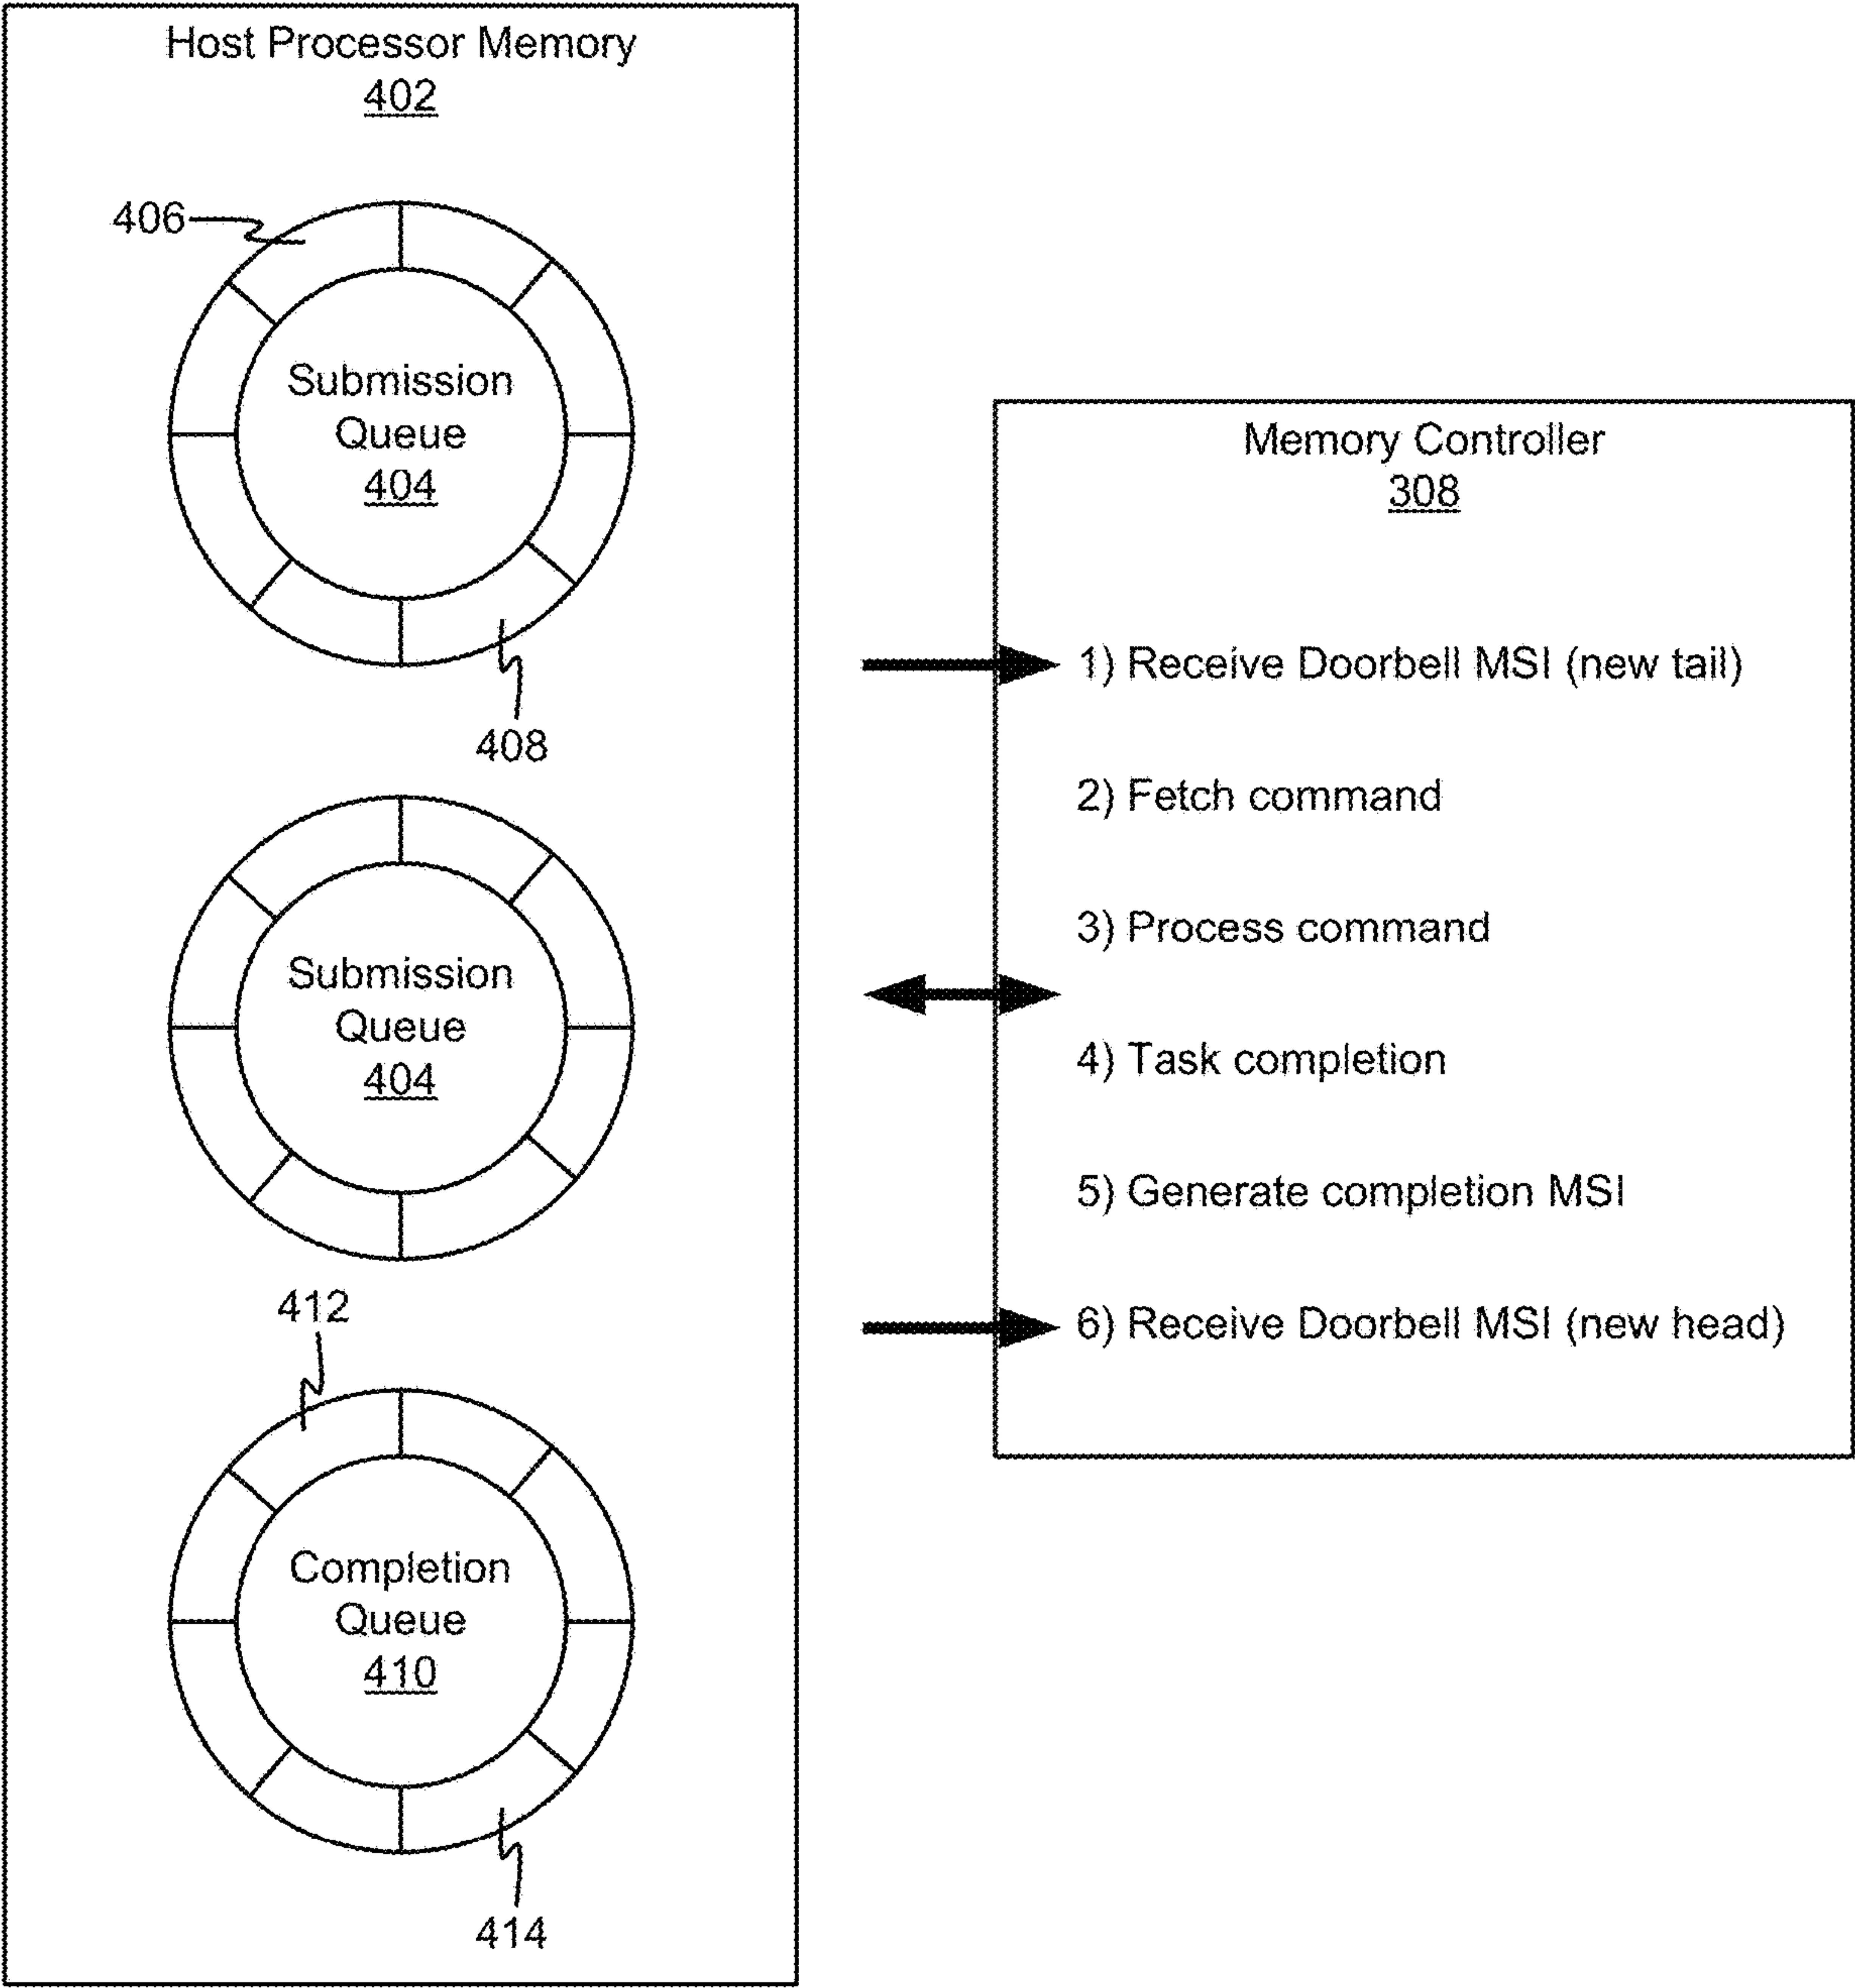 Host Processor Memory
402
406
Submission
Queue
404
408
Submission
Queue
404
412
Completion
Queue
410
414
Memory Controller
308
1) Receive Doorbell MSI (new tail)
2) Fetch command
3) Process command
4) Task completion
5) Generate completion MSI
6) Receive Doorbell MSI (new head)